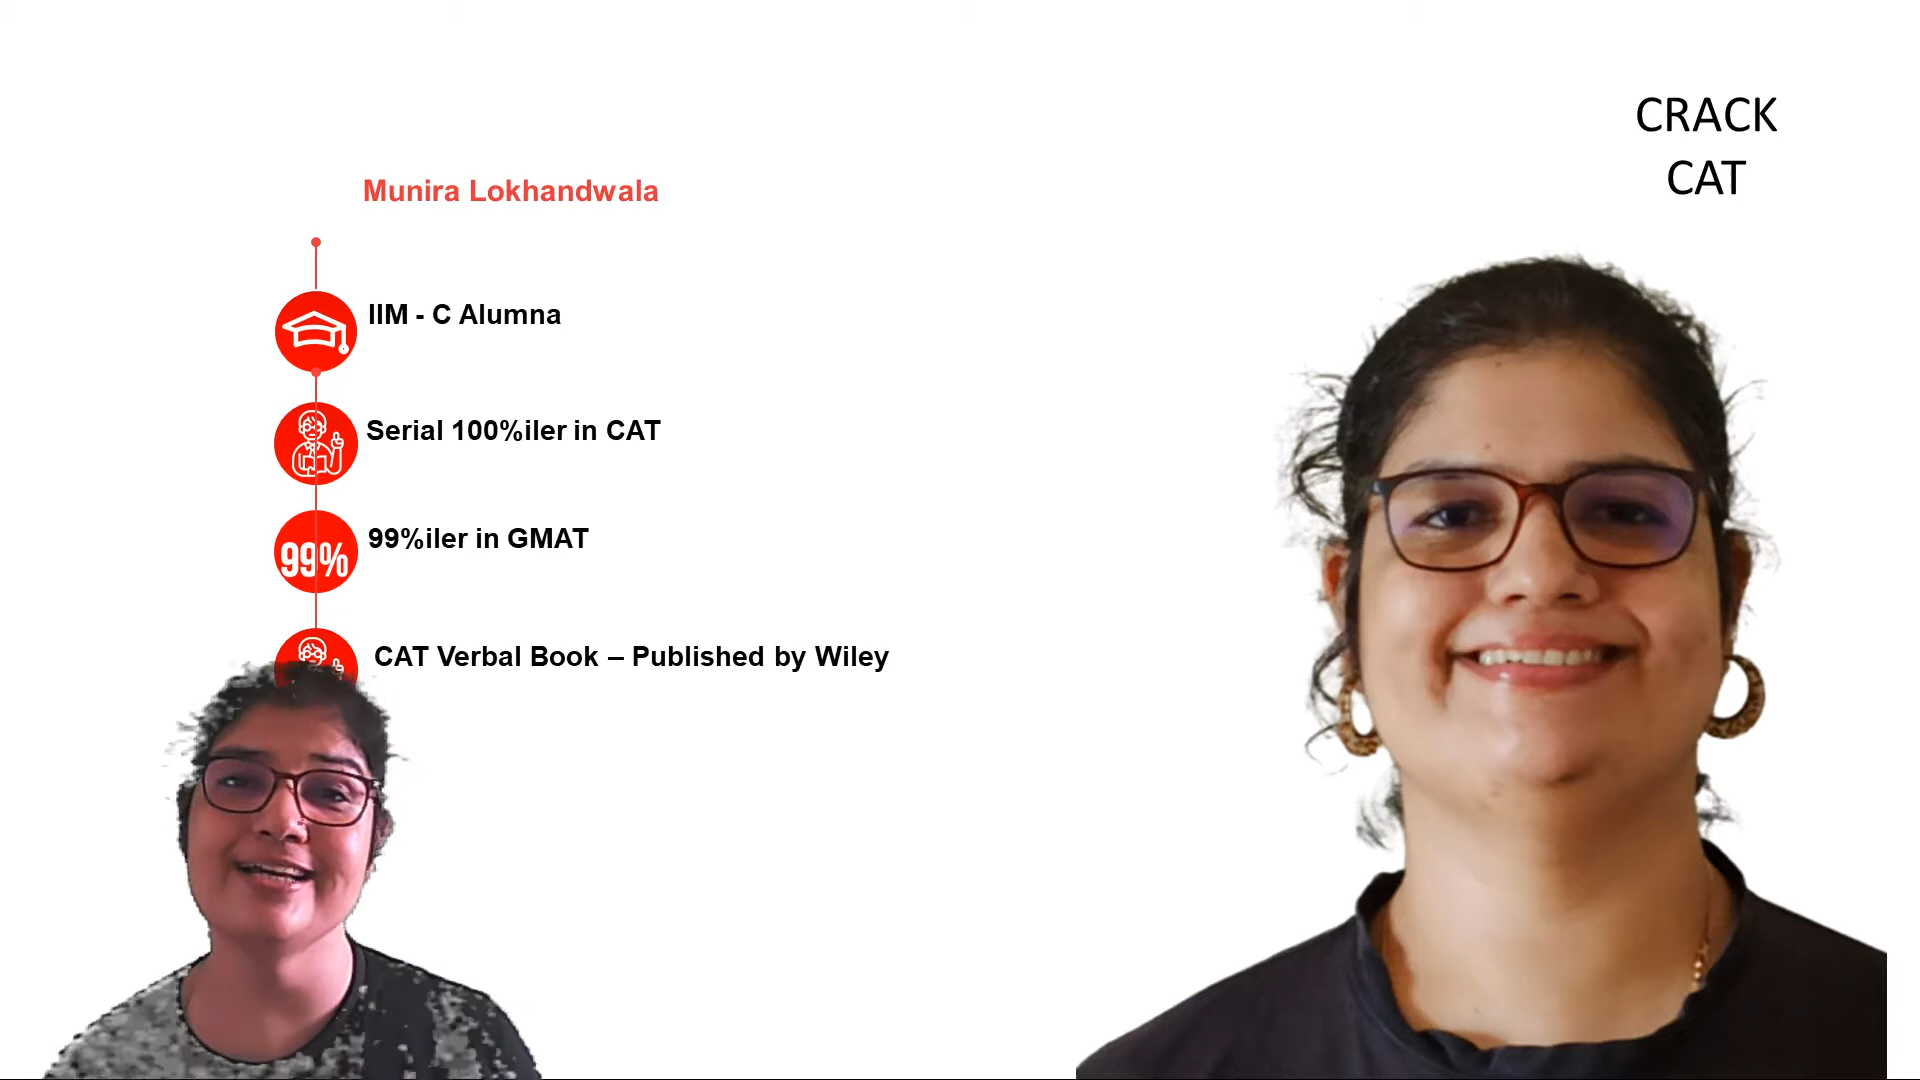 CRACK
CAT
Munira Lokhandwala
IIM - C Alumna
Serial 100%iler in CAT
99%
99%iler in GMAT
CAT Verbal Book – Published by Wiley